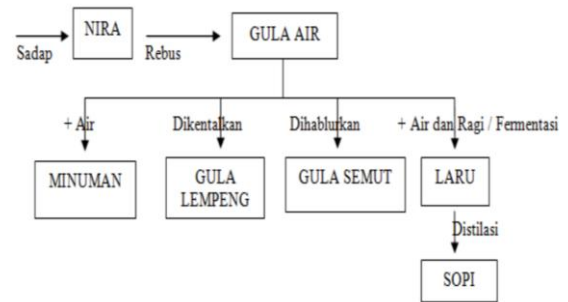 NIRA
GULA AIR
Sadap
Rebus
+ Air
Dikentalkan
Dihablurkan
+ Air dan Ragi / Fermentasi
MINUMAN
GULA
LEMPENG
GULA SEMUT
LARU
Distilasi
SOPI